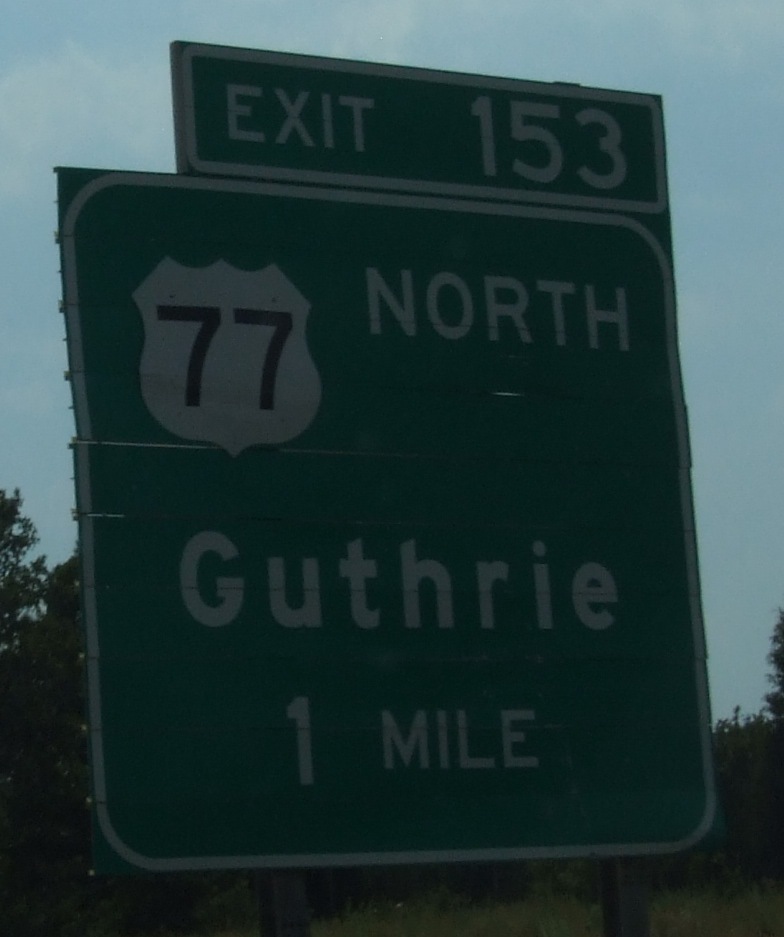 EXIT 153
77 NORTH
Guthrie
1 MILE